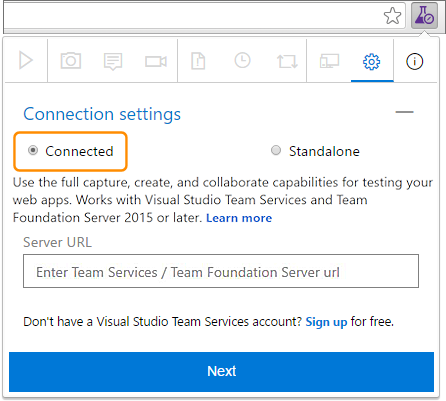 Connection settings
Connected
Standalone
Use the full capture, create, and collaborate capabilities for testing your
web apps. Works with Visual Studio Team Services and Team
Foundation Server 2015 or later. Learn more
Server URL
Enter Team Services / Team Foundation Server url
Don't have a Visual Studio Team Services account? Sign up for free.
Next